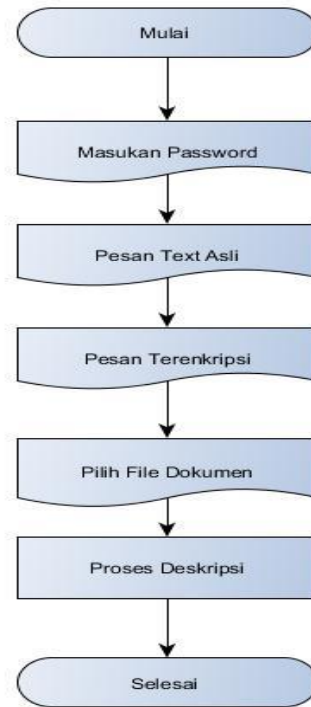 Mulai
Masukan Password
Pesan Text Asli
Pesan Terenkripsi
Pilih File Dokumen
Proses Deskripsi
Selesai